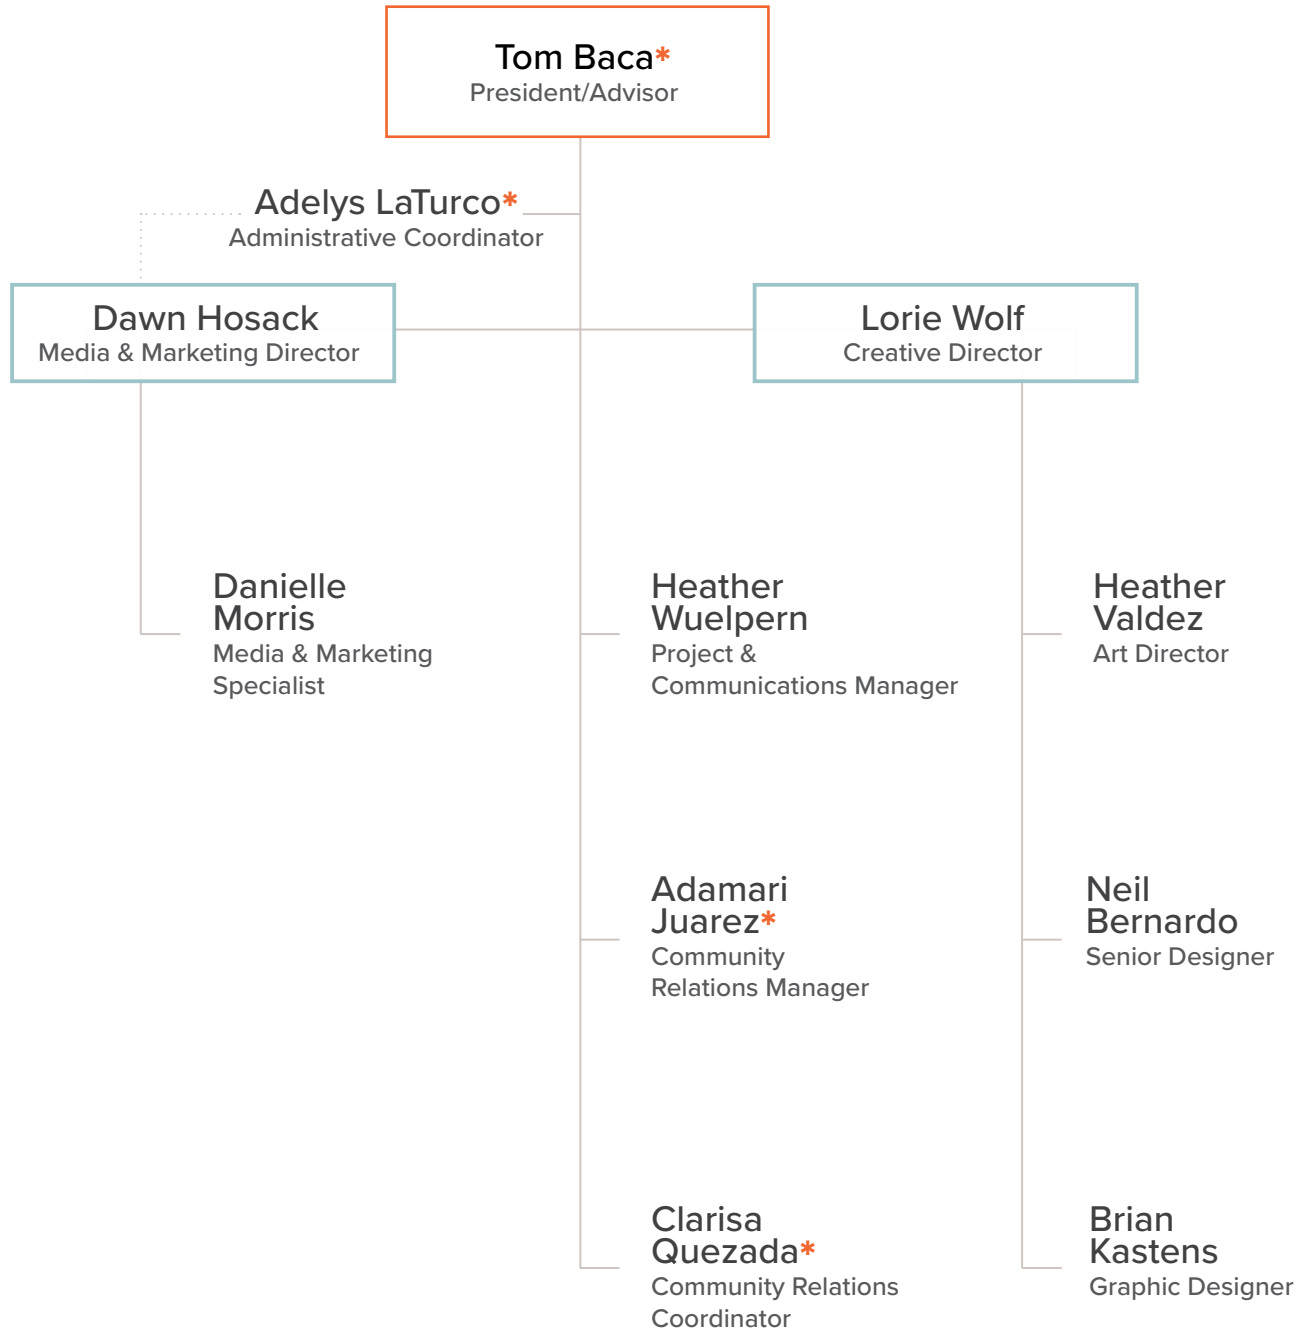 Tom Baca*
President/Advisor
Adelys LaTurco*
Administrative Coordinator
Dawn Hosack
Media & Marketing Director
Lorie Wolf
Creative Director
Danielle
Morris
Media & Marketing
Specialist
Heather
Wuelpern
Project &
Communications Manager
Heather
Valdez
Art Director
Adamari
Juarez*
Community
Relations Manager
Neil
Bernardo
Senior Designer
Clarisa
Quezada*
Community Relations
Coordinator
Brian
Kastens
Graphic Designer